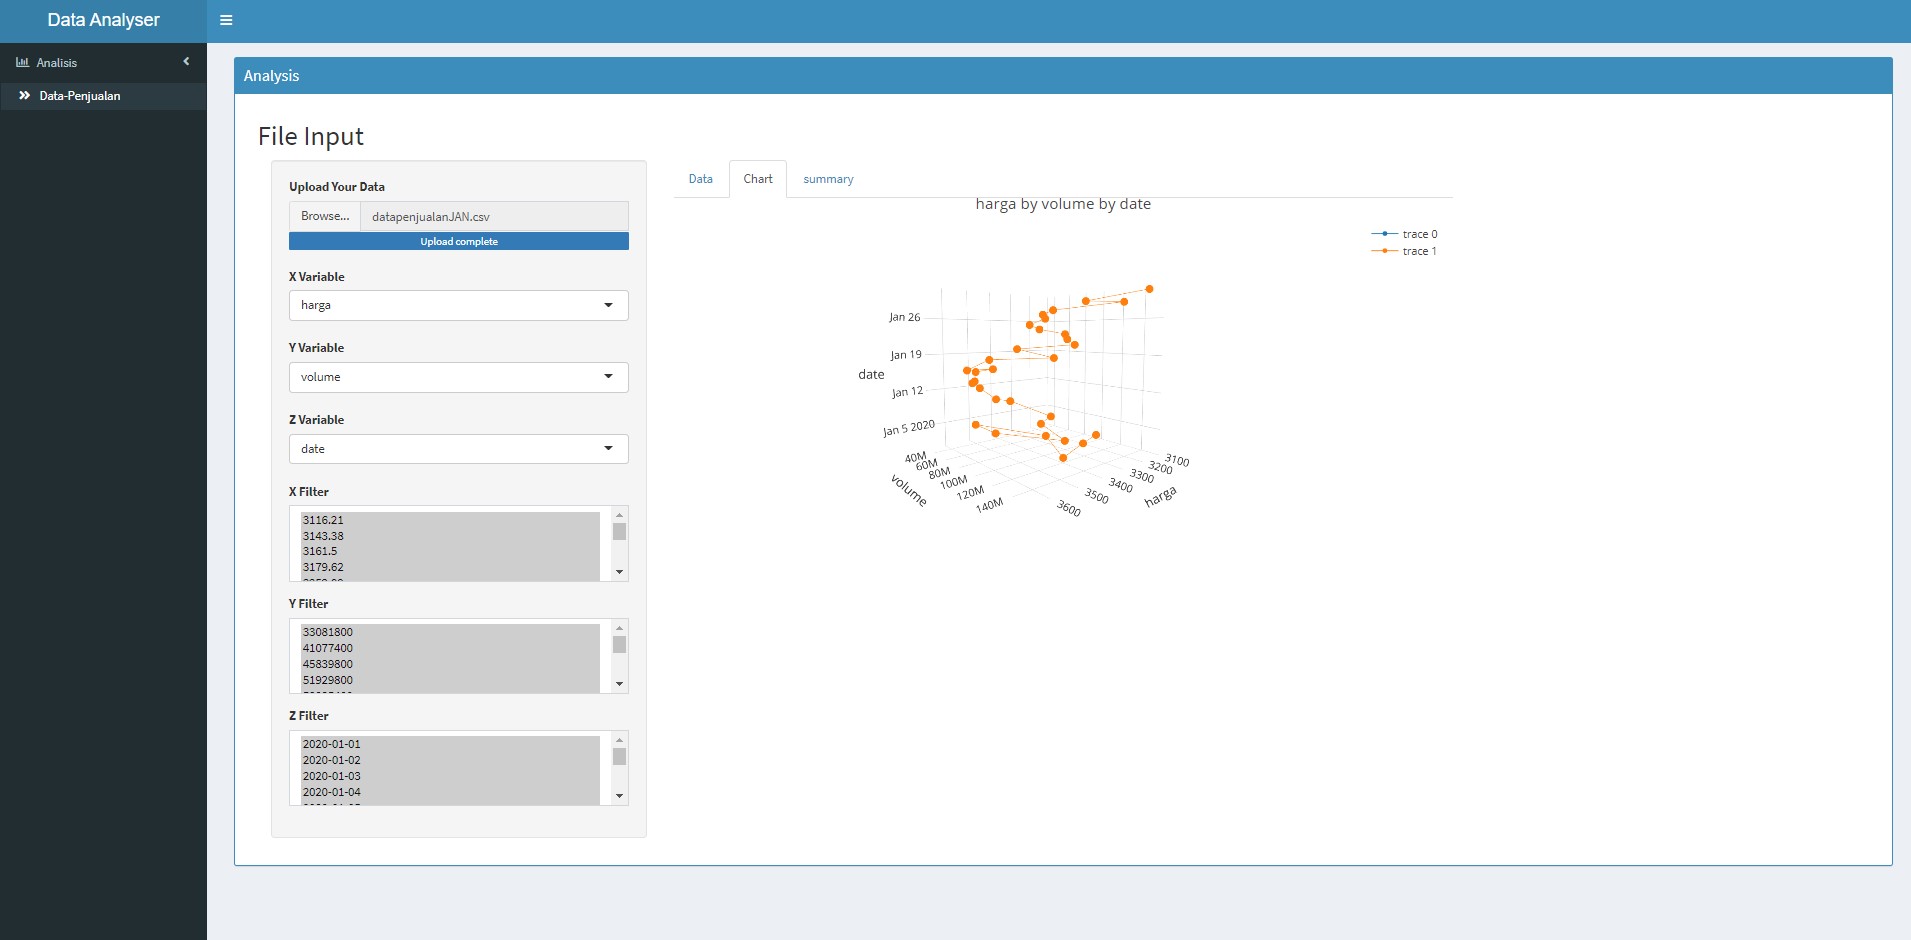 Data Analyser
Analisis
Data-Penjualan
Analysis
File Input
Upload Your Data
Browse...
datapenjualanJAN.csv
Upload complete
X Variable
harga
Y Variable
volume
Z Variable
date
X Filter
3116.21
3143.38
3161.5
3179.62
Y Filter
33081800
41077400
45839800
51929800
Z Filter
2020-01-01
2020-01-02
2020-01-03
2020-01-04
Data
Chart
summary
harga by volume by date
trace 0
trace 1
Jan 26
Jan 19
date
Jan 12
Jan 5 2020
40M
60M
80M
100M
120M
140M
volume
3100
3200
3300
3400
3500
3600
harga